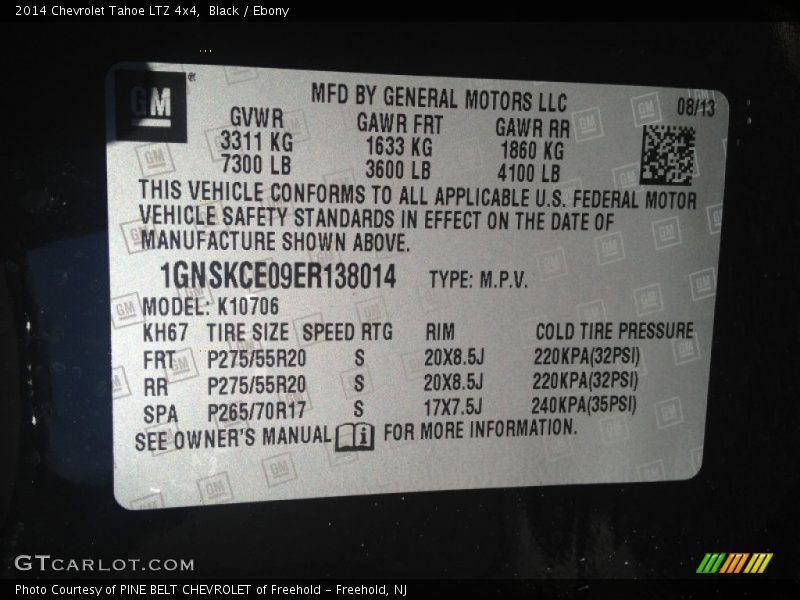 2014 Chevrolet Tahoe LTZ 4x4, Black / Ebony
GM ®
MFD BY GENERAL MOTORS LLC 08/13
GVWR GAWR FRT GAWR RR
3311 KG 1633 KG 1860 KG
7300 LB 3600 LB 4100 LB
THIS VEHICLE CONFORMS TO ALL APPLICABLE U.S. FEDERAL MOTOR
VEHICLE SAFETY STANDARDS IN EFFECT ON THE DATE OF
MANUFACTURE SHOWN ABOVE.
1GNSKCE09ER138014 TYPE: M.P.V.
MODEL: K10706
KH67 TIRE SIZE SPEED RTG RIM COLD TIRE PRESSURE
FRT P275/55R20 S 20X8.5J 220KPA(32PSI)
RR P275/55R20 S 20X8.5J 220KPA(32PSI)
SPA P265/70R17 S 17X7.5J 240KPA(35PSI)
SEE OWNER'S MANUAL FOR MORE INFORMATION.
GTCARLOT.COM
Photo Courtesy of PINE BELT CHEVROLET of Freehold - Freehold, NJ